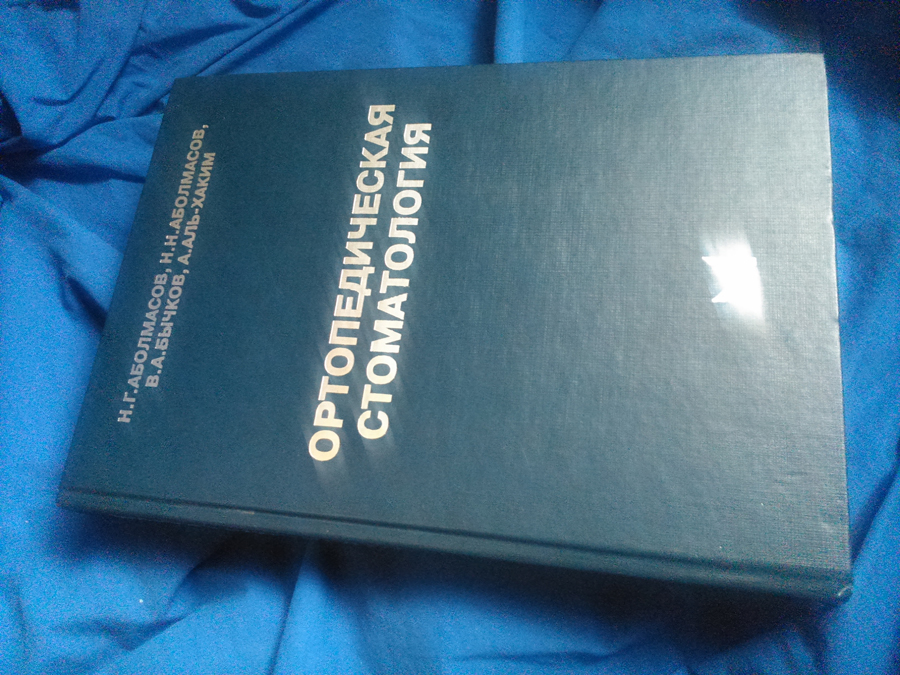 Н.Г.АБОЛМАСОВ, Н.Н.АБОЛМАСОВ,
В.А.БЫЧКОВ, А.АЛЬ-ХАКИМ
ОРТОПЕДИЧЕСКАЯ
СТОМАТОЛОГИЯ